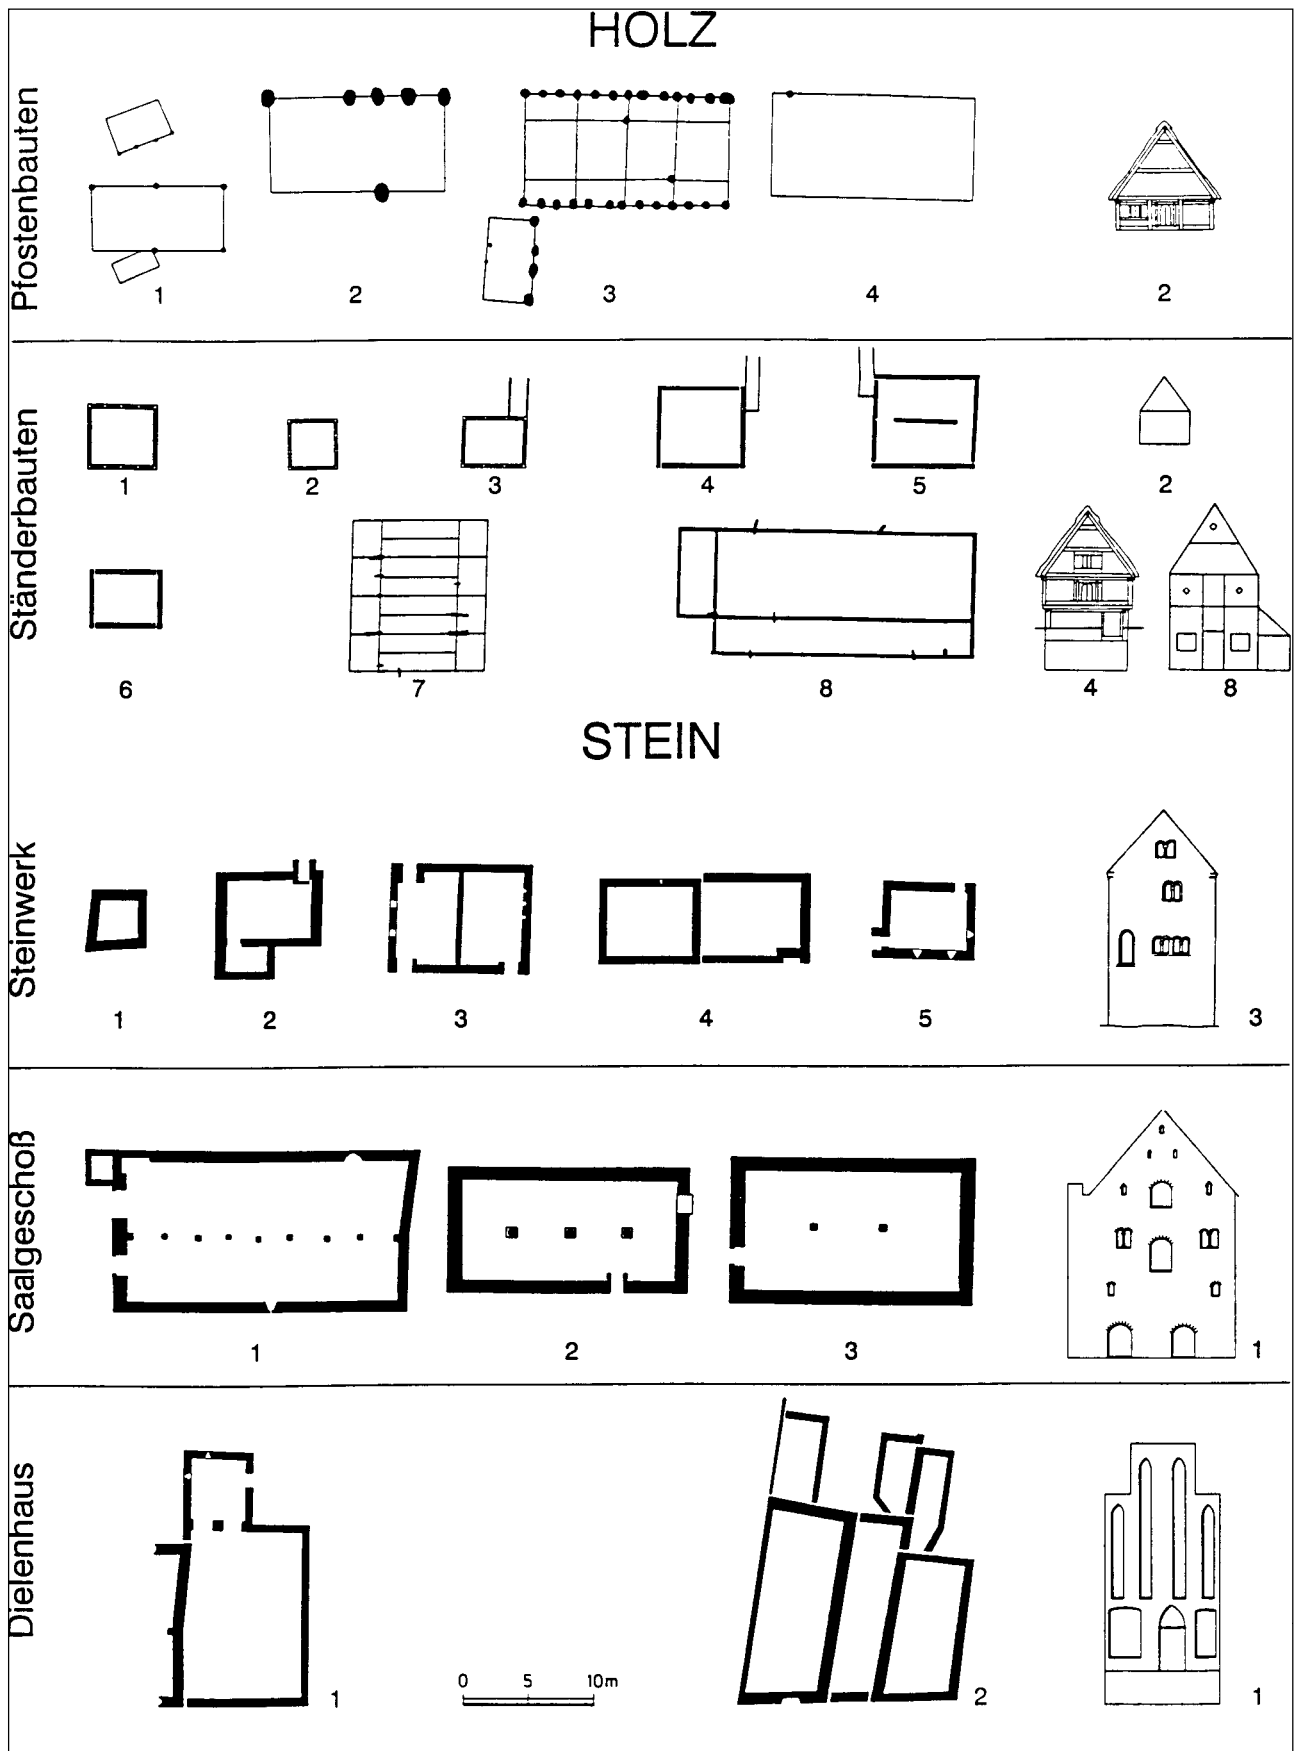 HOLZ
Pfostenbauten
1 2 3 4 2
Ständerbauten
1 2 3 4 5 2
6 7 8 4 8
STEIN
Steinwerk
1 2 3 4 5 3
Saalgeschoß
1 2 3 1
Dielenhaus
0 5 10m
1 2 1